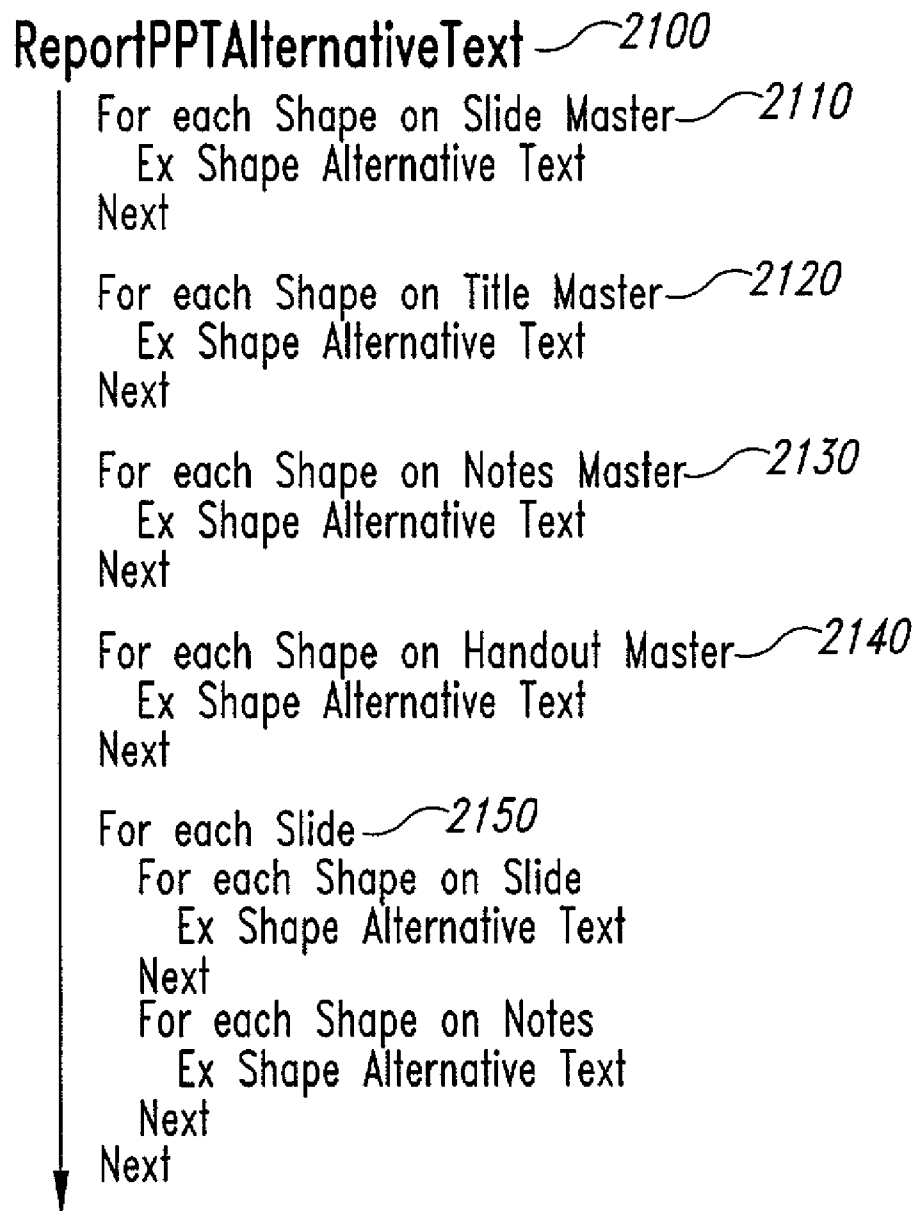 ReportPPTAlternativeText 2100
For each Shape on Slide Master 2110
Ex Shape Alternative Text
Next
For each Shape on Title Master 2120
Ex Shape Alternative Text
Next
For each Shape on Notes Master 2130
Ex Shape Alternative Text
Next
For each Shape on Handout Master 2140
Ex Shape Alternative Text
Next
For each Slide 2150
For each Shape on Slide
Ex Shape Alternative Text
Next
For each Shape on Notes
Ex Shape Alternative Text
Next
Next